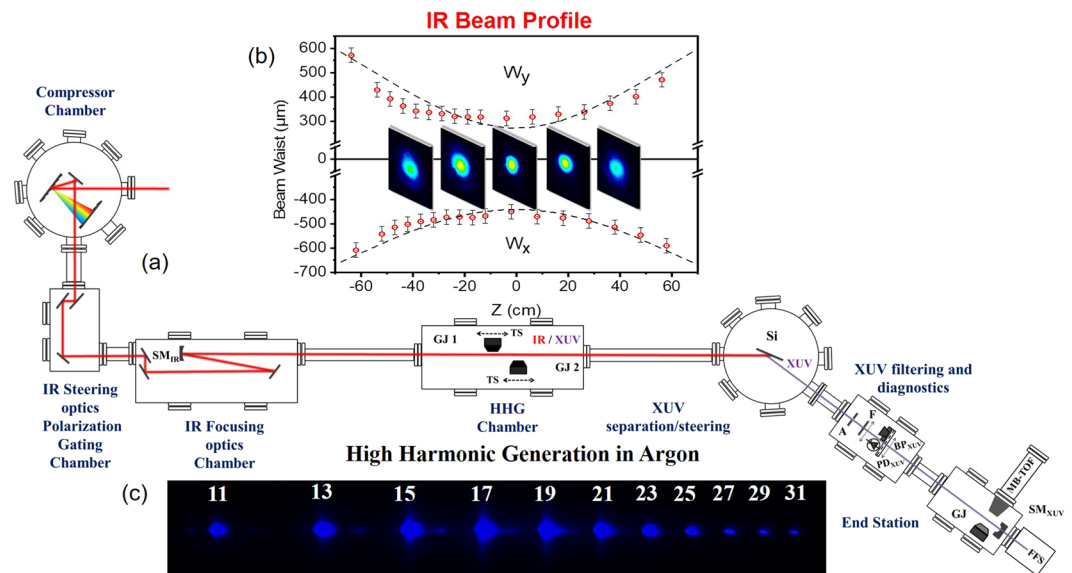 IR Beam Profile
(b)
600
500
400
300
0
-400
-500
-600
-700
Beam Waist (μm)
Wy
Wx
-60
-40
-20
0
20
40
60
Z (cm)
Compressor
Chamber
(a)
SMIR
GJ 1
TS
IR / XUV
TS
GJ 2
Si
XUV
IR Steering
optics
Polarization
Gating
Chamber
IR Focusing
optics
Chamber
HHG
Chamber
XUV
separation/steering
XUV filtering and
diagnostics
A
F
BPXUV
PDXUV
MB-TOF
SMXUV
GJ
FFS
End Station
High Harmonic Generation in Argon
(c)
11 13 15 17 19 21 23 25 27 29 31